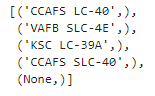 [('CCAFS LC-40',),
('VAFB SLC-4E',),
('KSC LC-39A',),
('CCAFS SLC-40',),
(None,)]